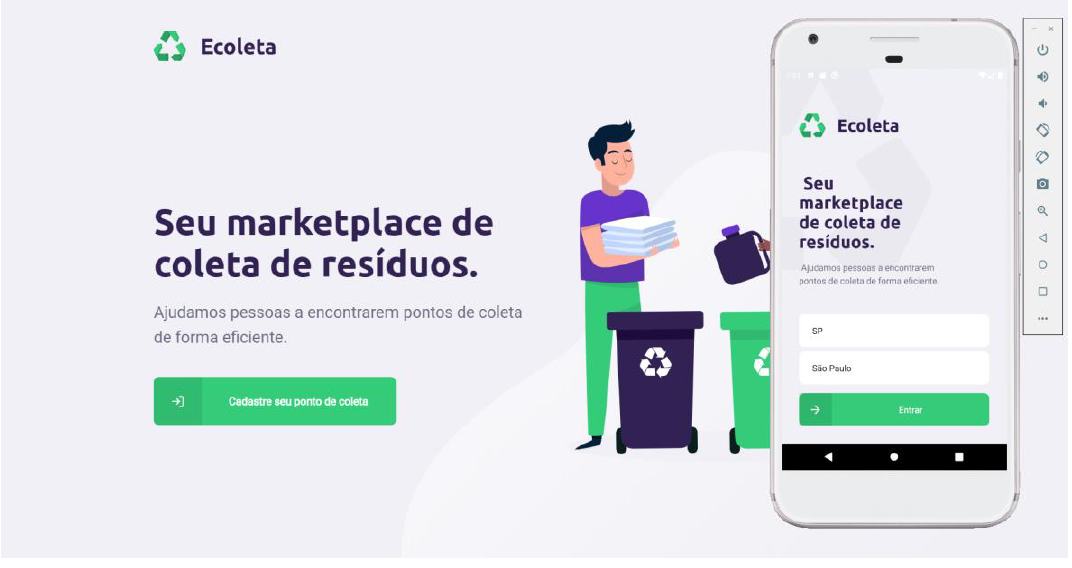 Ecoleta
Seu marketplace de
coleta de resíduos.
Ajudamos pessoas a encontrarem pontos de coleta
de forma eficiente.
Cadastre seu ponto de coleta
Ecoleta
Seu
marketplace
de coleta de
resíduos.
Ajudamos pessoas a encontrarem
pontos de coleta de forma eficiente.
SP
São Paulo
Entrar